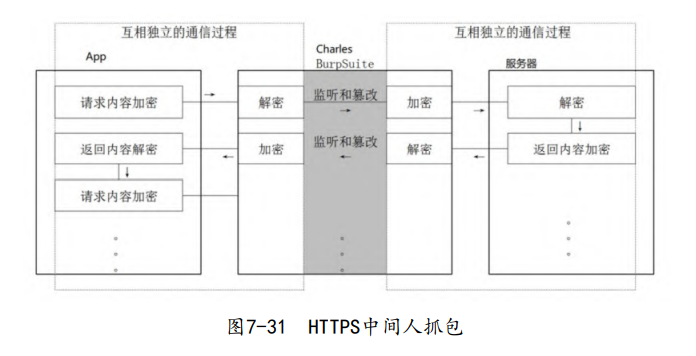 互相独立的通信过程
互相独立的通信过程
App
Charles
BurpSuite
服务器
请求内容加密
解密
监听和篡改
加密
解密
返回内容解密
加密
监听和篡改
解密
返回内容加密
请求内容加密
图7-31 HTTPS中间人抓包